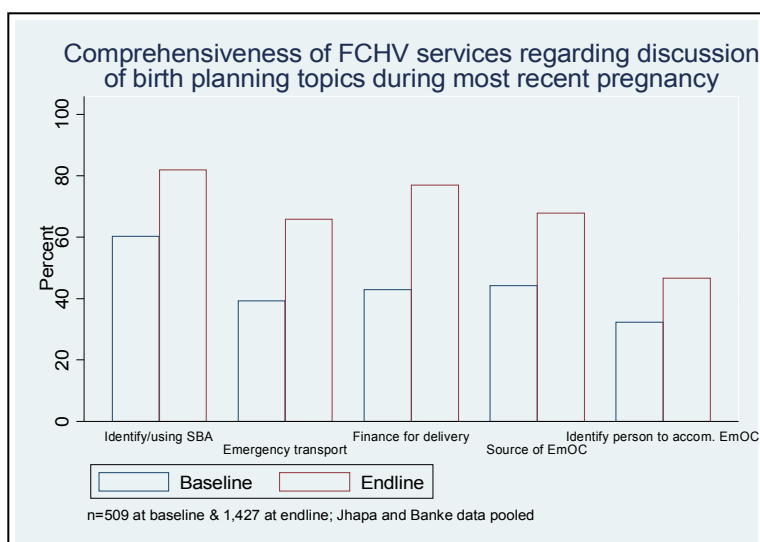 Comprehensiveness of FCHV services regarding discussion
of birth planning topics during most recent pregnancy
Percent
100
80
60
40
20
0
Identify/using SBA
Emergency transport
Finance for delivery
Source of EmOC
Identify person to accom. EmOC
Baseline
Endline
n=509 at baseline & 1,427 at endline; Jhapa and Banke data pooled